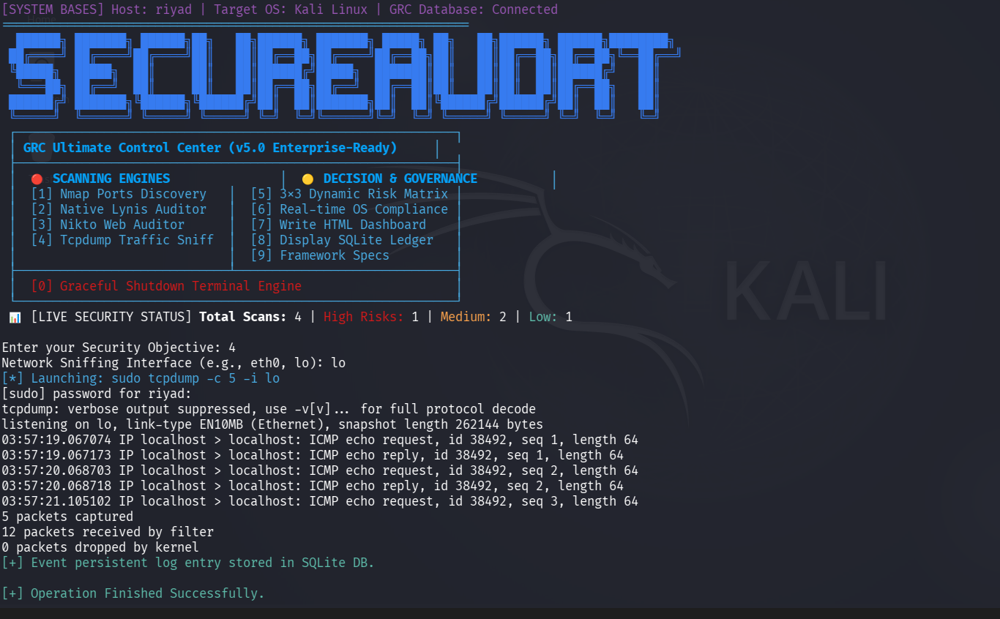 [SYSTEM BASES] Host: riyad | Target OS: Kali Linux | GRC Database: Connected
SECUREAUDRT
GRC Ultimate Control Center (v5.0 Enterprise-Ready)
🔴 SCANNING ENGINES | 🟡 DECISION & GOVERNANCE |
[1] Nmap Ports Discovery | [5] 3×3 Dynamic Risk Matrix |
[2] Native Lynis Auditor | [6] Real-time OS Compliance |
[3] Nikto Web Auditor | [7] Write HTML Dashboard |
[4] Tcpdump Traffic Sniff | [8] Display SQLite Ledger |
[9] Framework Specs
[0] Graceful Shutdown Terminal Engine
📊 [LIVE SECURITY STATUS] Total Scans: 4 | High Risks: 1 | Medium: 2 | Low: 1
Enter your Security Objective: 4
Network Sniffing Interface (e.g., eth0, lo): lo
[*] Launching: sudo tcpdump -c 5 -i lo
[sudo] password for riyad:
tcpdump: verbose output suppressed, use -v[v]... for full protocol decode
listening on lo, link-type EN10MB (Ethernet), snapshot length 262144 bytes
03:57:19.067074 IP localhost > localhost: ICMP echo request, id 38492, seq 1, length 64
03:57:19.067173 IP localhost > localhost: ICMP echo reply, id 38492, seq 1, length 64
03:57:20.068703 IP localhost > localhost: ICMP echo request, id 38492, seq 2, length 64
03:57:20.068718 IP localhost > localhost: ICMP echo reply, id 38492, seq 2, length 64
03:57:21.105102 IP localhost > localhost: ICMP echo request, id 38492, seq 3, length 64
5 packets captured
12 packets received by filter
0 packets dropped by kernel
[+] Event persistent log entry stored in SQLite DB.
[+] Operation Finished Successfully.
KALI